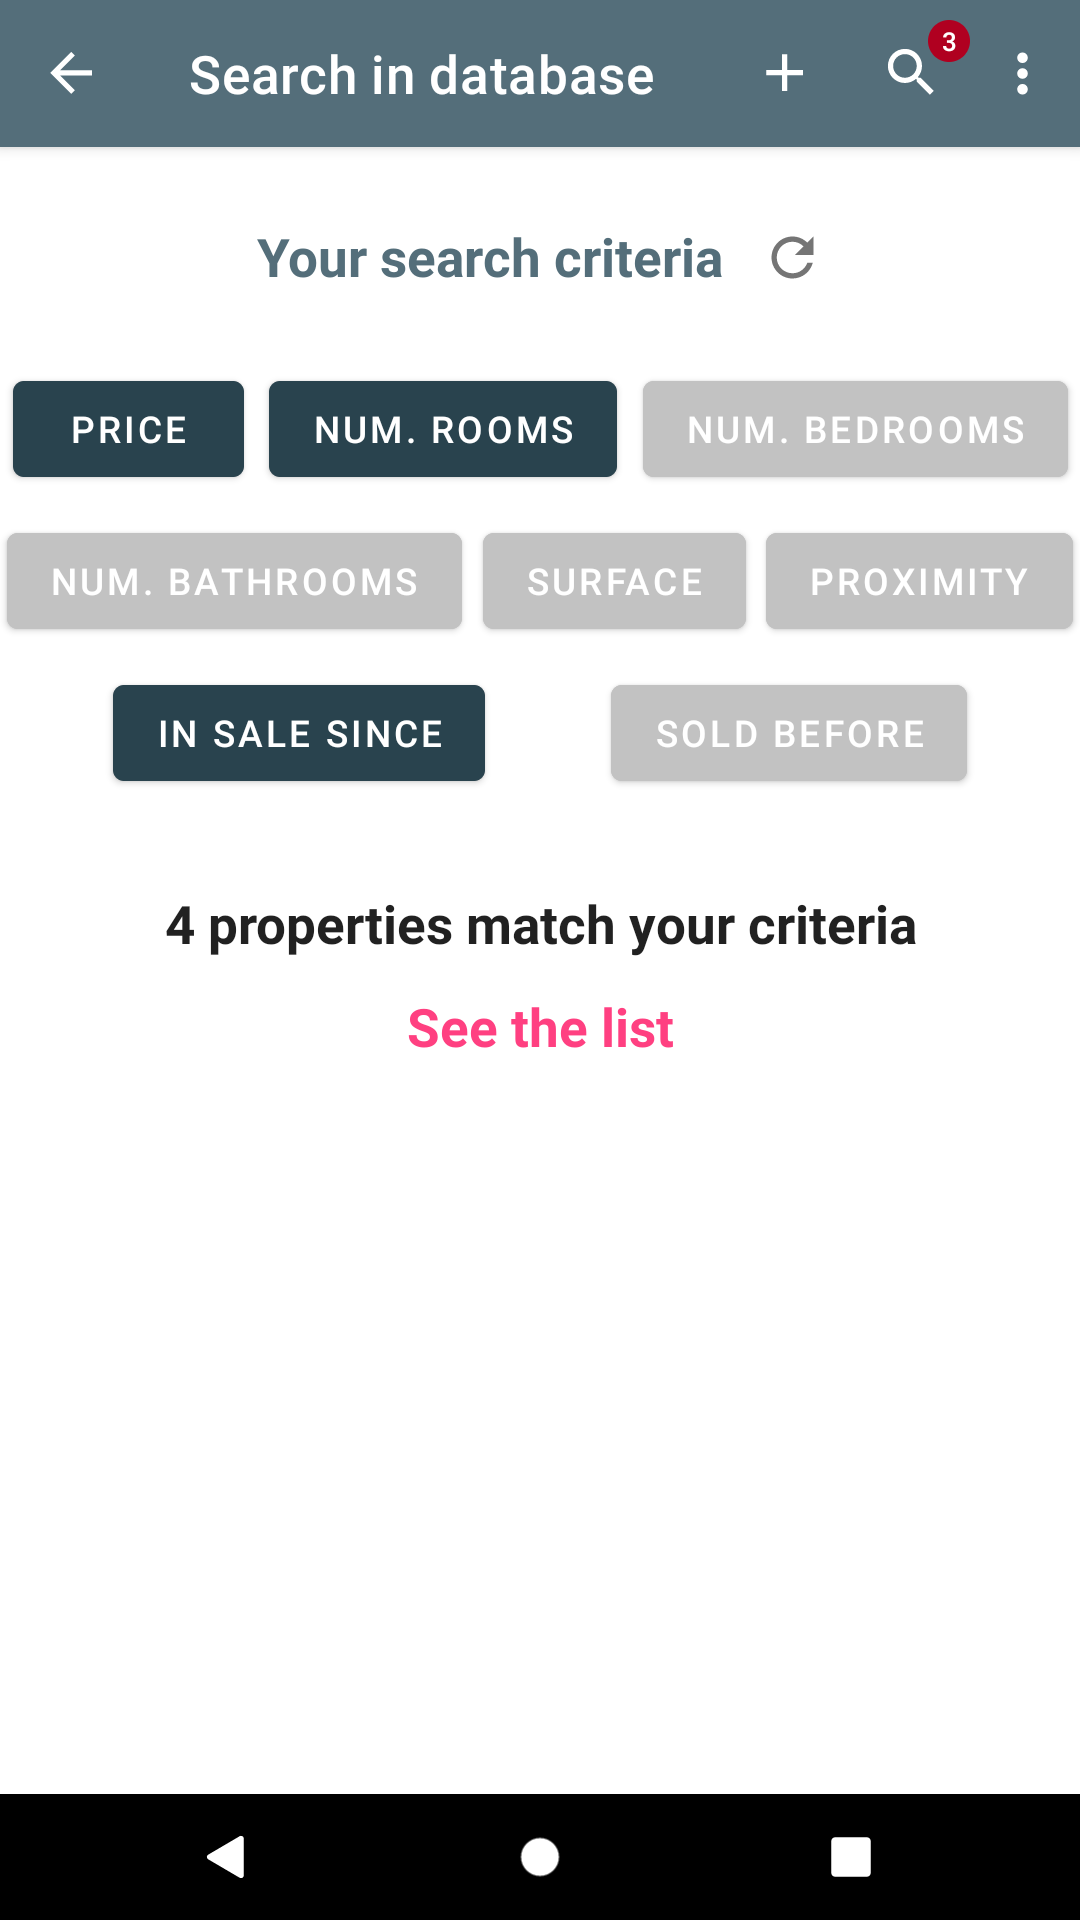 Search in database 3
Your search criteria
PRICE NUM. ROOMS NUM. BEDROOMS
NUM. BATHROOMS SURFACE PROXIMITY
IN SALE SINCE SOLD BEFORE
4 properties match your criteria
See the list